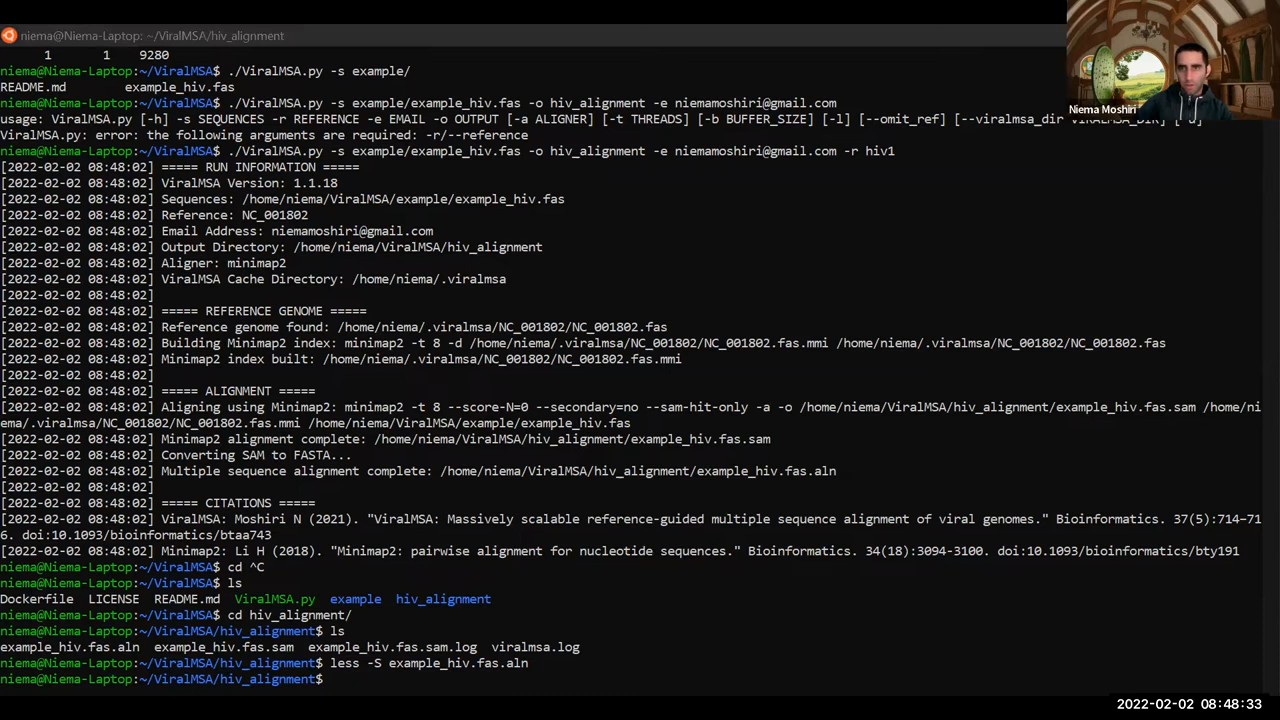 niema@Niema-Laptop: ~/ViralMSA/hiv_alignment
1 1 9280
niema@Niema-Laptop:~/ViralMSA$ ./ViralMSA.py -s example/
README.md example_hiv.fas
niema@Niema-Laptop:~/ViralMSA$ ./ViralMSA.py -s example/example_hiv.fas -o hiv_alignment -e niemamoshiri@gmail.com
usage: ViralMSA.py [-h] -s SEQUENCES -r REFERENCE -e EMAIL -o OUTPUT [-a ALIGNER] [-t THREADS] [-b BUFFER_SIZE] [-l] [--omit_ref] [--viralmsa_dir VIRALMSA_DIR]
ViralMSA.py: error: the following arguments are required: -r/--reference
niema@Niema-Laptop:~/ViralMSA$ ./ViralMSA.py -s example/example_hiv.fas -o hiv_alignment -e niemamoshiri@gmail.com -r hiv1
[2022-02-02 08:48:02] ===== RUN INFORMATION =====
[2022-02-02 08:48:02] ViralMSA Version: 1.1.18
[2022-02-02 08:48:02] Sequences: /home/niema/ViralMSA/example/example_hiv.fas
[2022-02-02 08:48:02] Reference: NC_001802
[2022-02-02 08:48:02] Email Address: niemamoshiri@gmail.com
[2022-02-02 08:48:02] Output Directory: /home/niema/ViralMSA/hiv_alignment
[2022-02-02 08:48:02] Aligner: minimap2
[2022-02-02 08:48:02] ViralMSA Cache Directory: /home/niema/.viralmsa
[2022-02-02 08:48:02]
[2022-02-02 08:48:02] ===== REFERENCE GENOME =====
[2022-02-02 08:48:02] Reference genome found: /home/niema/.viralmsa/NC_001802/NC_001802.fas
[2022-02-02 08:48:02] Building Minimap2 index: minimap2 -t 8 -d /home/niema/.viralmsa/NC_001802/NC_001802.fas.mmi /home/niema/.viralmsa/NC_001802/NC_001802.fas
[2022-02-02 08:48:02] Minimap2 index built: /home/niema/.viralmsa/NC_001802/NC_001802.fas.mmi
[2022-02-02 08:48:02]
[2022-02-02 08:48:02] ===== ALIGNMENT =====
[2022-02-02 08:48:02] Aligning using Minimap2: minimap2 -t 8 --score-N=0 --secondary=no --sam-hit-only -a -o /home/niema/ViralMSA/hiv_alignment/example_hiv.fas.sam /home/ni
ema/.viralmsa/NC_001802/NC_001802.fas.mmi /home/niema/ViralMSA/example/example_hiv.fas
[2022-02-02 08:48:02] Minimap2 alignment complete: /home/niema/ViralMSA/hiv_alignment/example_hiv.fas.sam
[2022-02-02 08:48:02] Converting SAM to FASTA...
[2022-02-02 08:48:02] Multiple sequence alignment complete: /home/niema/ViralMSA/hiv_alignment/example_hiv.fas.aln
[2022-02-02 08:48:02]
[2022-02-02 08:48:02] ===== CITATIONS =====
[2022-02-02 08:48:02] ViralMSA: Moshiri N (2021). "ViralMSA: Massively scalable reference-guided multiple sequence alignment of viral genomes." Bioinformatics. 37(5):714–71
6. doi:10.1093/bioinformatics/btaa743
[2022-02-02 08:48:02] Minimap2: Li H (2018). "Minimap2: pairwise alignment for nucleotide sequences." Bioinformatics. 34(18):3094-3100. doi:10.1093/bioinformatics/bty191
niema@Niema-Laptop:~/ViralMSA$ cd ^C
niema@Niema-Laptop:~/ViralMSA$ ls
Dockerfile LICENSE README.md ViralMSA.py example hiv_alignment
niema@Niema-Laptop:~/ViralMSA$ cd hiv_alignment/
niema@Niema-Laptop:~/ViralMSA/hiv_alignment$ ls
example_hiv.fas.aln example_hiv.fas.sam example_hiv.fas.sam.log viralmsa.log
niema@Niema-Laptop:~/ViralMSA/hiv_alignment$ less -S example_hiv.fas.aln
niema@Niema-Laptop:~/ViralMSA/hiv_alignment$
Niema Moshiri
2022-02-02 08:48:33